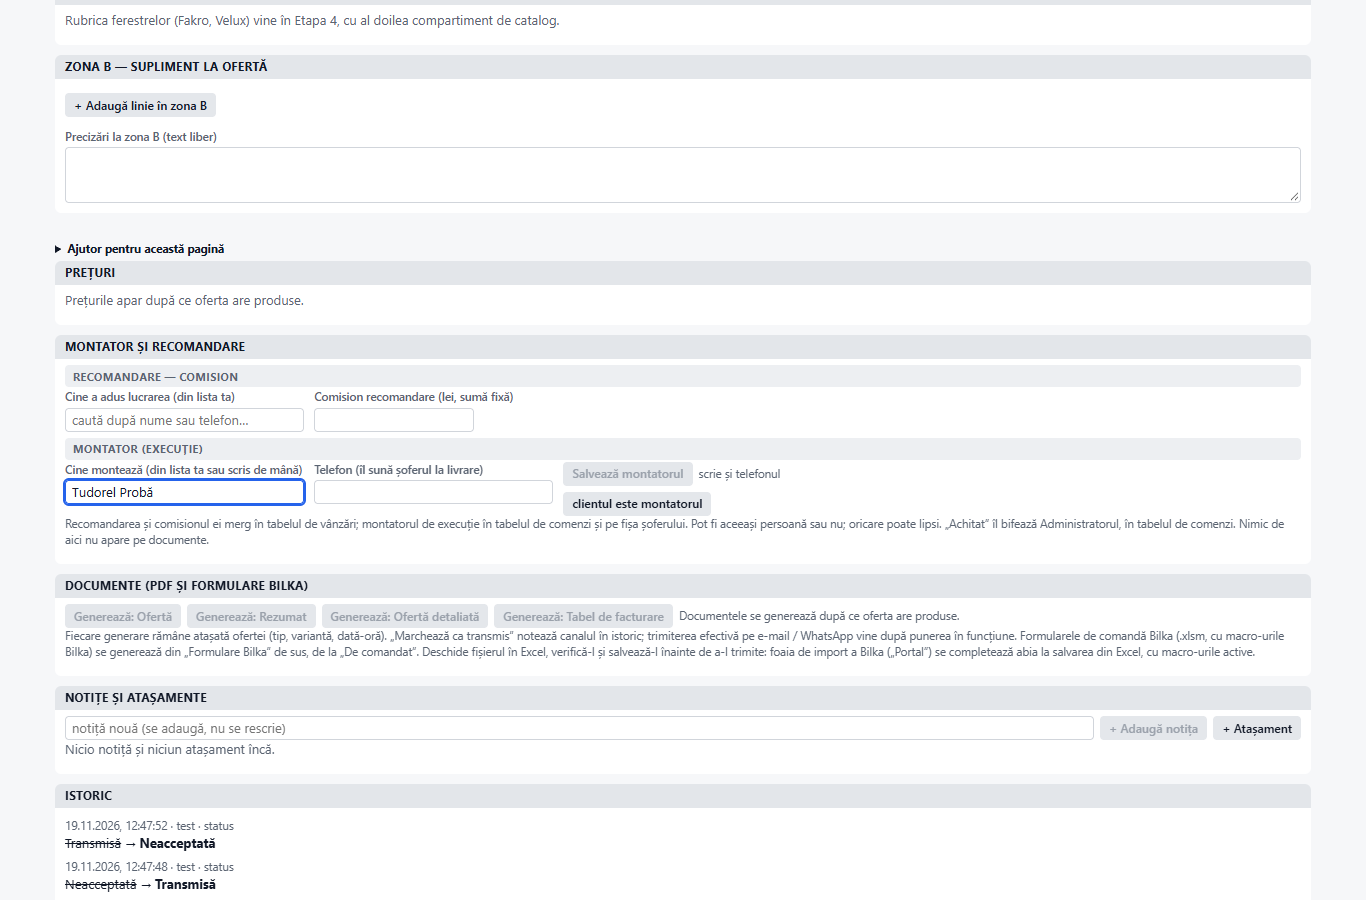 Rubrica ferestrelor (Fakro, Velux) vine în Etapa 4, cu al doilea compartiment de catalog.
ZONA B — SUPLIMENT LA OFERTĂ
+ Adaugă linie în zona B
Precizări la zona B (text liber)
Ajutor pentru această pagină
PREȚURI
Prețurile apar după ce oferta are produse.
MONTATOR ȘI RECOMANDARE
RECOMANDARE — COMISION
Cine a adus lucrarea (din lista ta) Comision recomandare (lei, sumă fixă)
caută după nume sau telefon...
MONTATOR (EXECUȚIE)
Cine montează (din lista ta sau scris de mână) Telefon (îl sună șoferul la livrare) Salvează montatorul scrie și telefonul
Tudorel Probă
clientul este montatorul
Recomandarea și comisionul ei merg în tabelul de vânzări; montatorul de execuție în tabelul de comenzi și pe fișa șoferului. Pot fi aceeași persoană sau nu; oricare poate lipsi. „Achitat” îl bifează Administratorul, în tabelul de comenzi. Nimic de
aici nu apare pe documente.
DOCUMENTE (PDF ȘI FORMULARE BILKA)
Generează: Ofertă Generează: Rezumat Generează: Ofertă detaliată Generează: Tabel de facturare Documentele se generează după ce oferta are produse.
Fiecare generare rămâne atașată ofertei (tip, variantă, dată-oră). „Marchează ca transmis” notează canalul în istoric; trimiterea efectivă pe e-mail / WhatsApp vine după punerea în funcțiune. Formularele de comandă Bilka (.xlsm, cu macro-urile
Bilka) se generează din „Formulare Bilka” de sus, de la „De comandat”. Deschide fișierul în Excel, verifică-l și salvează-l înainte de a-l trimite: foaia de import a Bilka („Portal”) se completează abia la salvarea din Excel, cu macro-urile active.
NOTIȚE ȘI ATAȘAMENTE
notiță nouă (se adaugă, nu se rescrie) + Adaugă notița + Atașament
Nicio notiță și niciun atașament încă.
ISTORIC
19.11.2026, 12:47:52 · test · status
Transmisă → Neacceptată
19.11.2026, 12:47:48 · test · status
Neacceptată → Transmisă